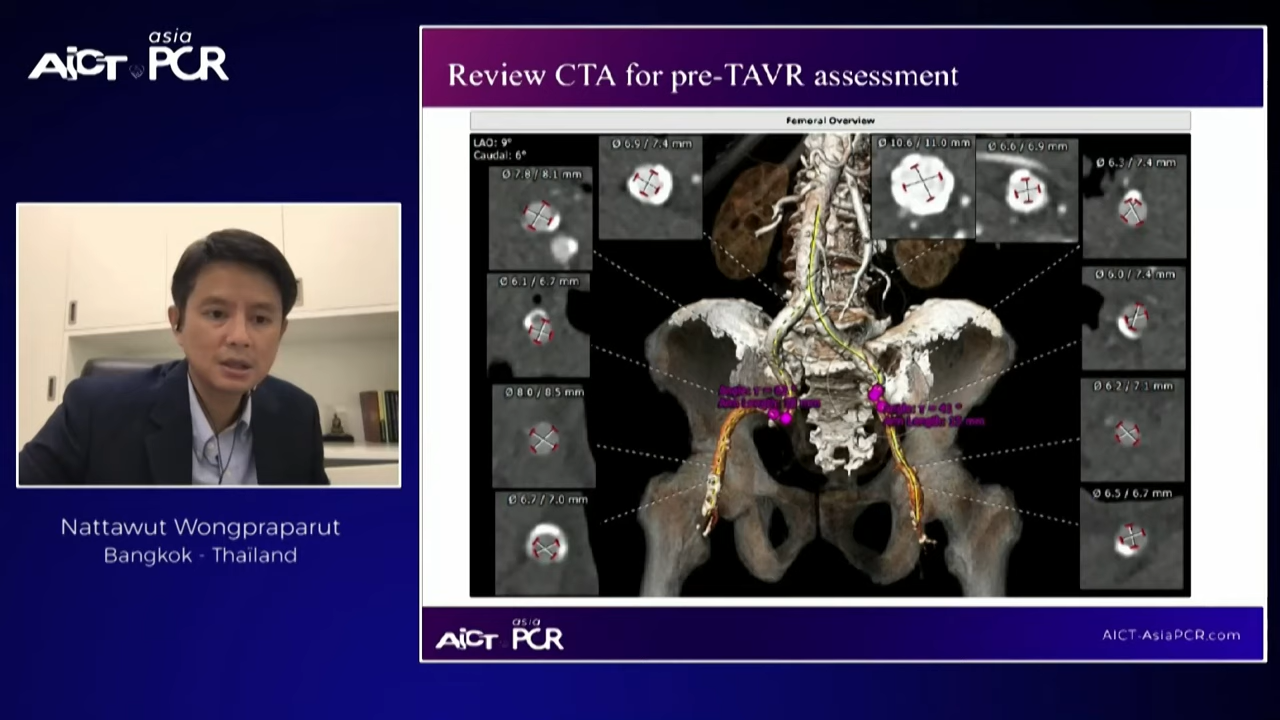 asia
AICT PCR
Nattawut Wongpraparut
Bangkok - Thaïland
Review CTA for pre-TAVR assessment
Femoral Overview
LAO: 9°
Caudal: 6°
Ø 7.8 / 8.1 mm
Ø 6.9 / 7.4 mm
Ø 10.6 / 11.0 mm
Ø 6.6 / 6.9 mm
Ø 6.3 / 7.4 mm
Ø 6.1 / 6.7 mm
Ø 6.0 / 7.4 mm
Ø 8.0 / 8.5 mm
Ø 6.2 / 7.1 mm
Ø 6.7 / 7.0 mm
Ø 6.5 / 6.7 mm
asia
AICT PCR
AICT-AsiaPCR.com